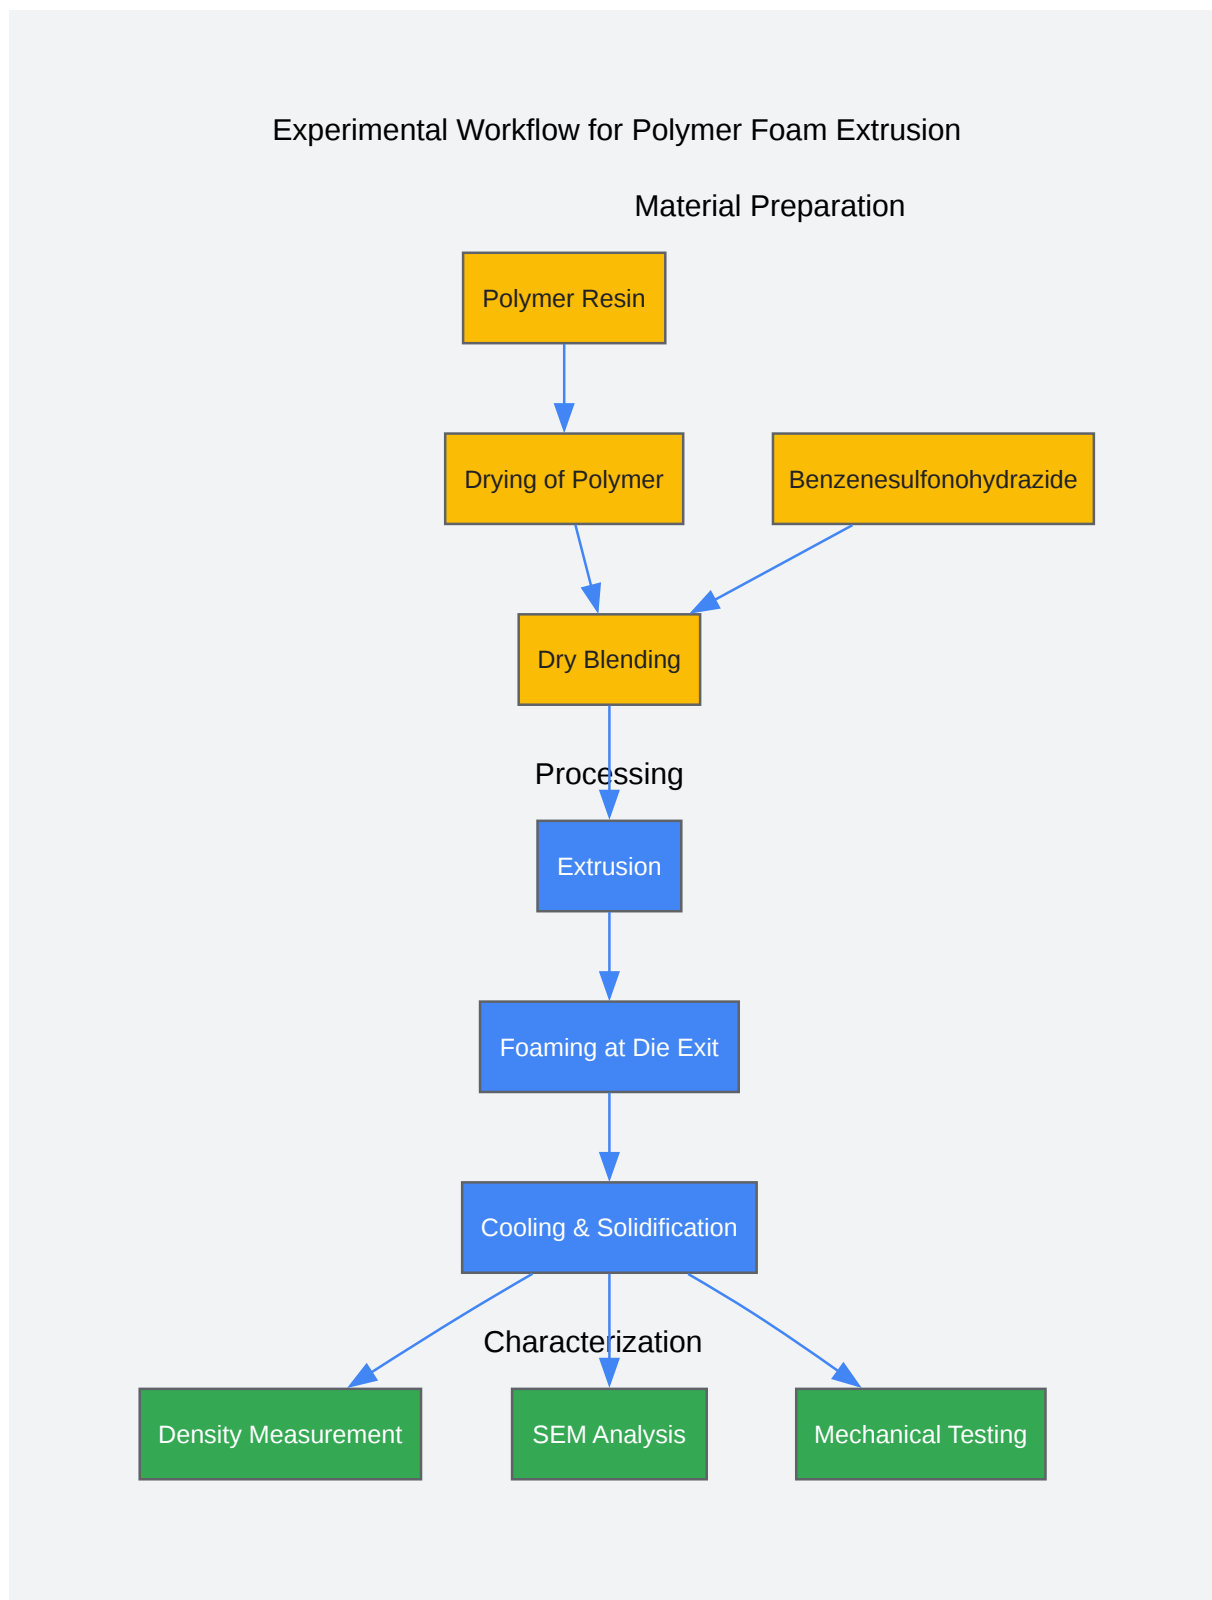 Experimental Workflow for Polymer Foam Extrusion
Material Preparation
Polymer Resin
Drying of Polymer
Benzenesulfonohydrazide
Dry Blending
Processing
Extrusion
Foaming at Die Exit
Cooling & Solidification
Characterization
Density Measurement
SEM Analysis
Mechanical Testing